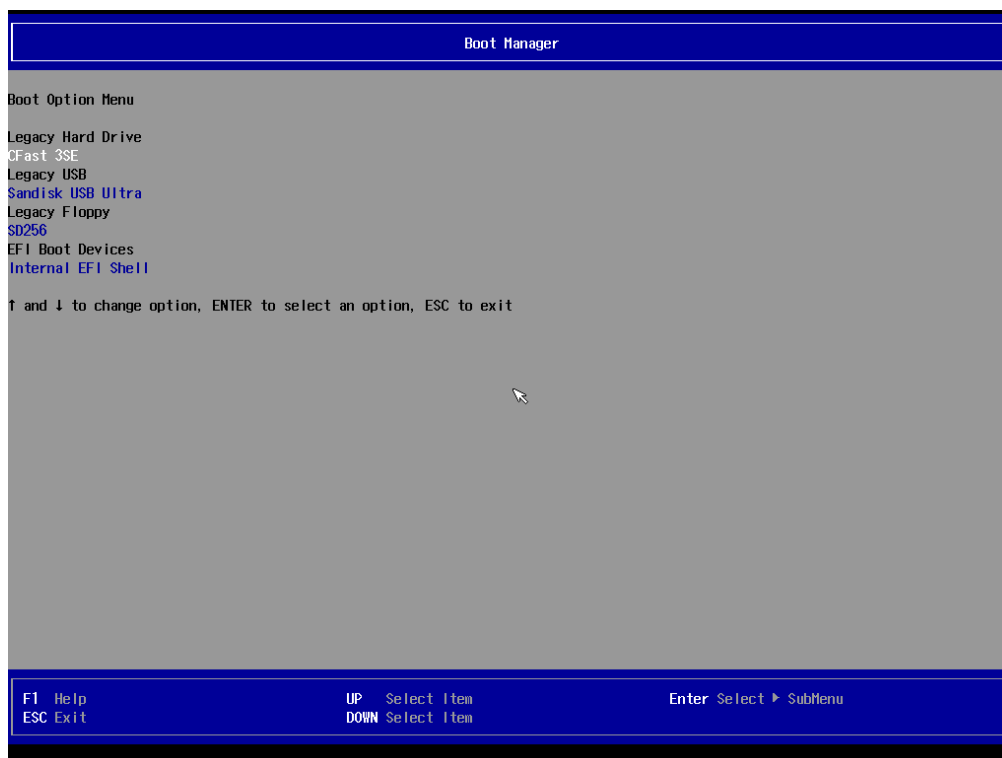 Boot Manager
Boot Option Menu
Legacy Hard Drive
CFast 3SE
Legacy USB
Sandisk USB Ultra
Legacy Floppy
SD256
EFI Boot Devices
Internal EFI Shell
↑ and ↓ to change option, ENTER to select an option, ESC to exit
F1 Help UP Select Item Enter Select ▶ SubMenu
ESC Exit DOWN Select Item